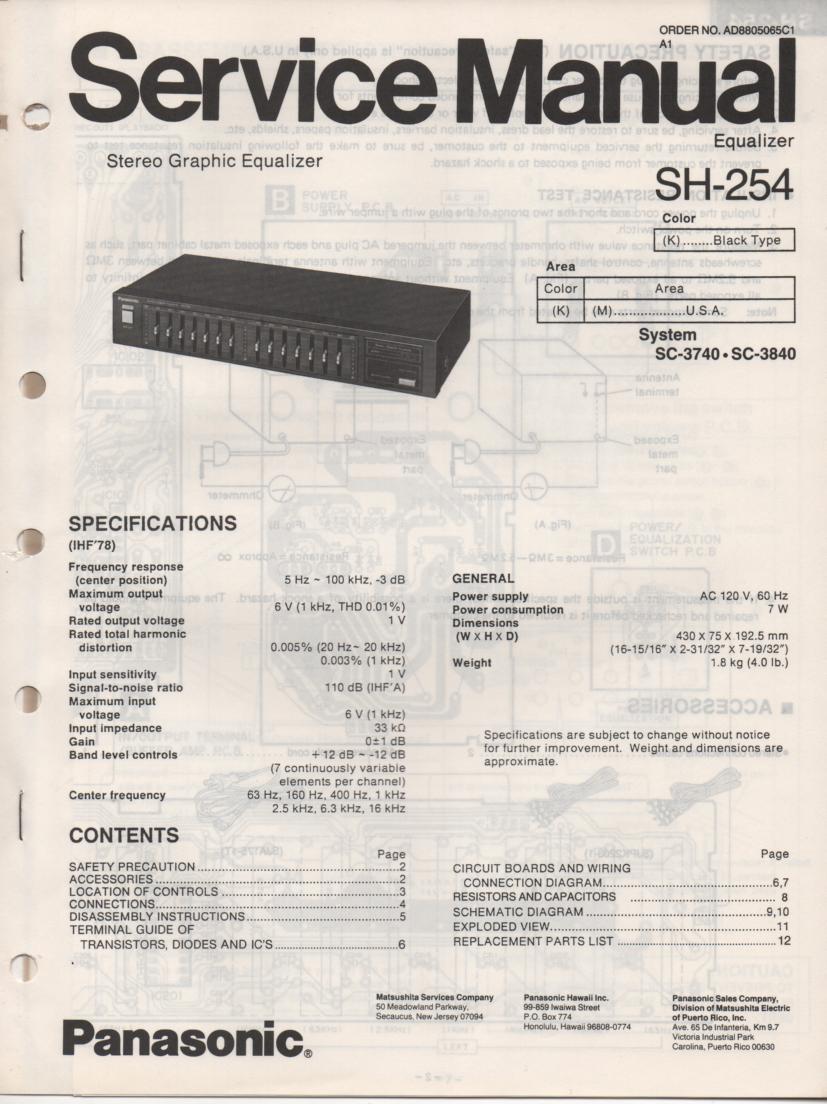 ORDER NO. AD8805065C1
A1
Service Manual
Equalizer
Stereo Graphic Equalizer
SH-254
Color
(K)........Black Type
Area
Color Area
(K) (M)....................U.S.A.
System
SC-3740 • SC-3840
Panasonic
SPECIFICATIONS
(IHF'78)
Frequency response
(center position) 5 Hz ~ 100 kHz, -3 dB
Maximum output
voltage 6 V (1 kHz, THD 0.01%)
Rated output voltage 1 V
Rated total harmonic
distortion 0.005% (20 Hz~ 20 kHz)
0.003% (1 kHz)
Input sensitivity 1 V
Signal-to-noise ratio 110 dB (IHF'A)
Maximum input
voltage 6 V (1 kHz)
Input impedance 33 kΩ
Gain 0±1 dB
Band level controls +12 dB ~ -12 dB
(7 continuously variable
elements per channel)
Center frequency 63 Hz, 160 Hz, 400 Hz, 1 kHz
2.5 kHz, 6.3 kHz, 16 kHz
GENERAL
Power supply AC 120 V, 60 Hz
Power consumption 7 W
Dimensions
(W X H X D) 430 X 75 X 192.5 mm
(16-15/16" X 2-31/32" X 7-19/32")
Weight 1.8 kg (4.0 lb.)
Specifications are subject to change without notice
for further improvement. Weight and dimensions are
approximate.
CONTENTS
Page
SAFETY PRECAUTION ........................................2
ACCESSORIES ........................................2
LOCATION OF CONTROLS ........................................3
CONNECTIONS........................................4
DISASSEMBLY INSTRUCTIONS........................................5
TERMINAL GUIDE OF
TRANSISTORS, DIODES AND IC'S ........................................6
Page
CIRCUIT BOARDS AND WIRING
CONNECTION DIAGRAM........................................6,7
RESISTORS AND CAPACITORS ........................................ 8
SCHEMATIC DIAGRAM ........................................9,10
EXPLODED VIEW........................................11
REPLACEMENT PARTS LIST ........................................ 12
Panasonic®
Matsushita Services Company
50 Meadowland Parkway,
Secaucus, New Jersey 07094
Panasonic Hawaii Inc.
99-859 Iwaiwa Street
P.O. Box 774
Honolulu, Hawaii 96808-0774
Panasonic Sales Company,
Division of Matsushita Electric
of Puerto Rico, Inc.
Ave. 65 De Infanteria, Km 9.7
Victoria Industrial Park
Carolina, Puerto Rico 00630